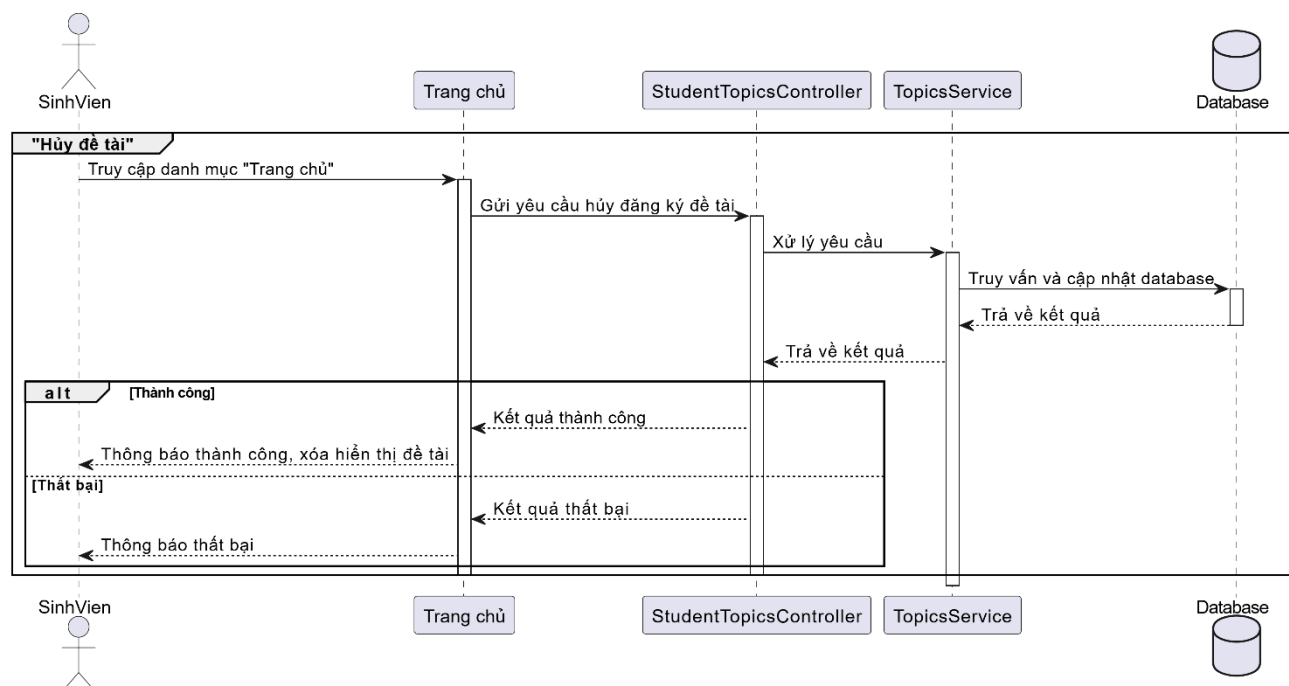 SinhVien
Trang chủ
StudentTopicsController
TopicsService
Database
"Hủy đề tài"
Truy cập danh mục "Trang chủ"
Gửi yêu cầu hủy đăng ký đề tài
Xử lý yêu cầu
Truy vấn và cập nhật database
Trả về kết quả
Trả về kết quả
alt
[Thành công]
Kết quả thành công
Thông báo thành công, xóa hiển thị đề tài
[Thất bại]
Kết quả thất bại
Thông báo thất bại
SinhVien
Trang chủ
StudentTopicsController
TopicsService
Database